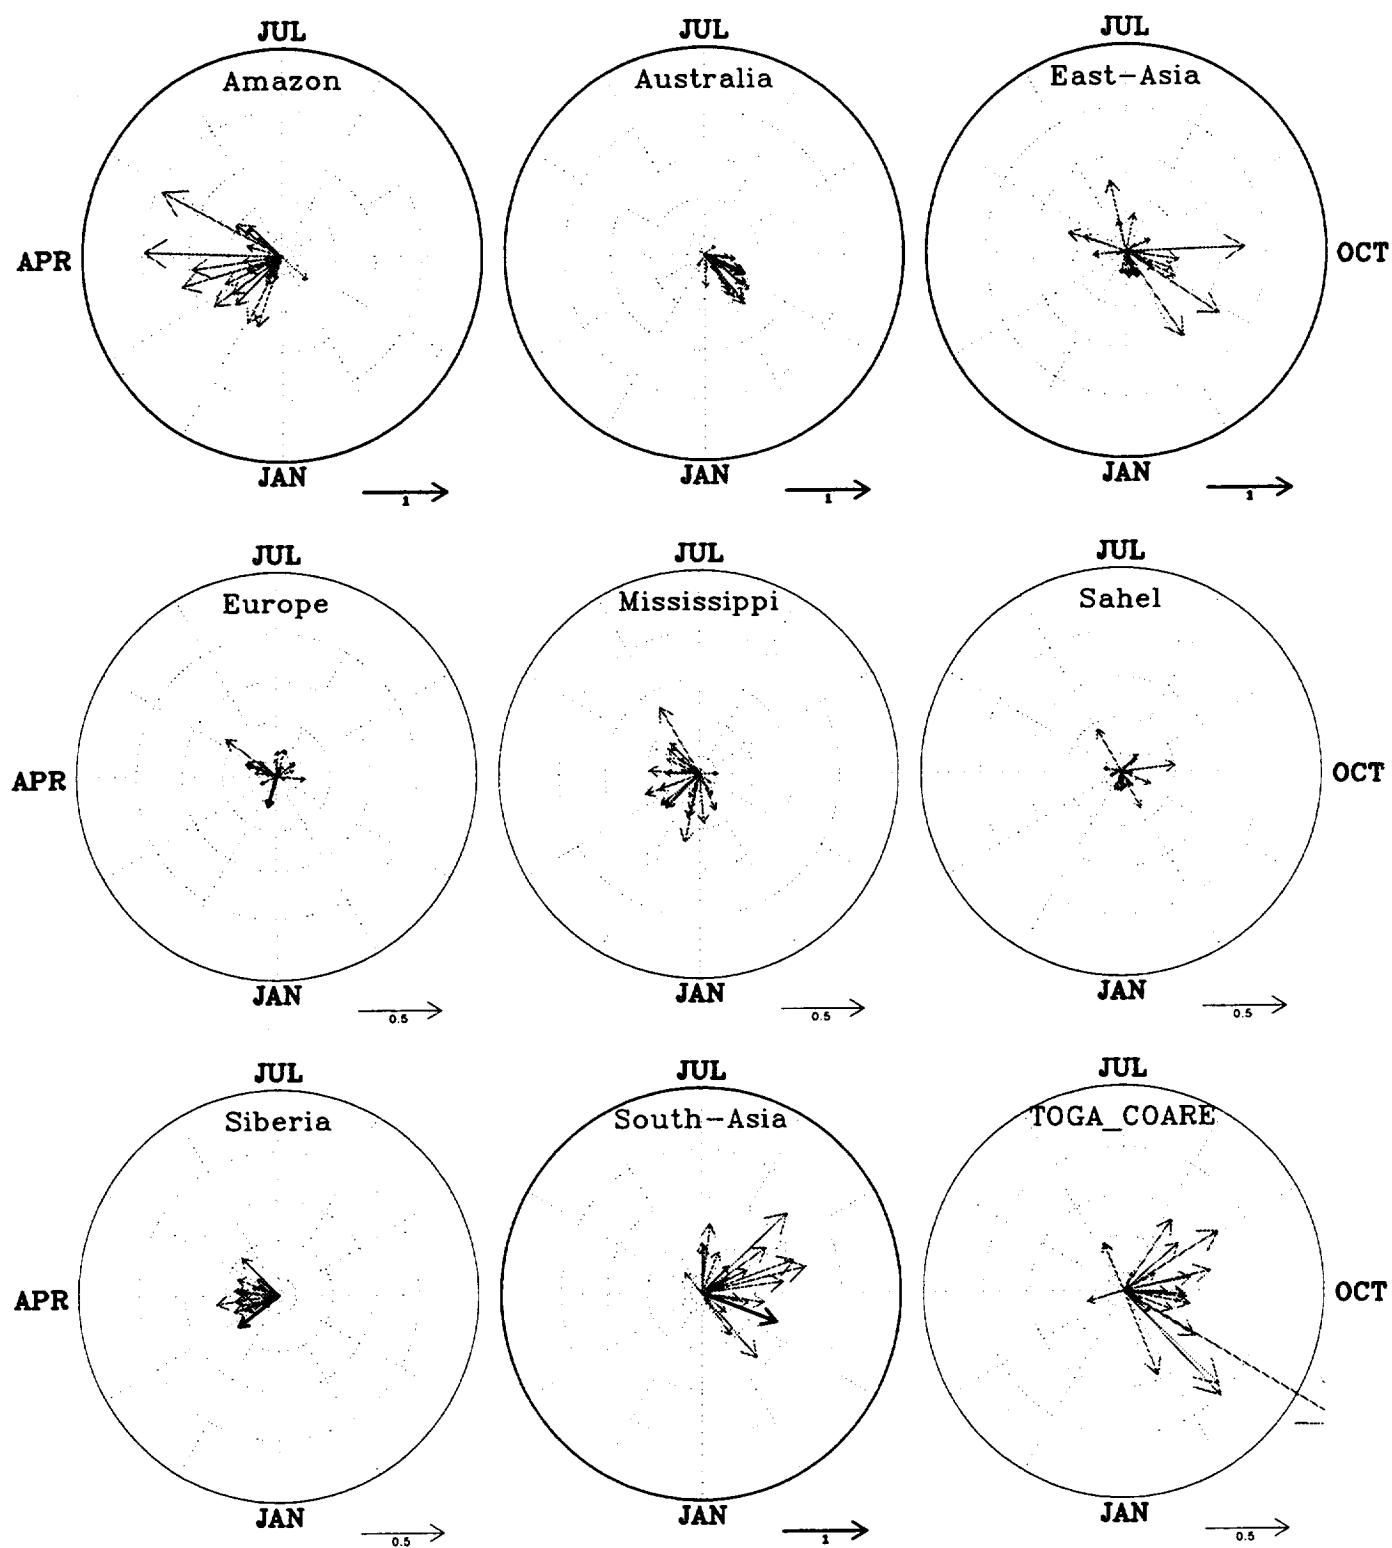 JUL JUL JUL
Amazon Australia East-Asia
APR OCT
JAN JAN JAN
1 1 1
JUL JUL JUL
Europe Mississippi Sahel
APR OCT
JAN JAN JAN
0.5 0.5 0.5
JUL JUL JUL
Siberia South-Asia TOGA_COARE
APR OCT
JAN JAN JAN
0.5 1 0.5